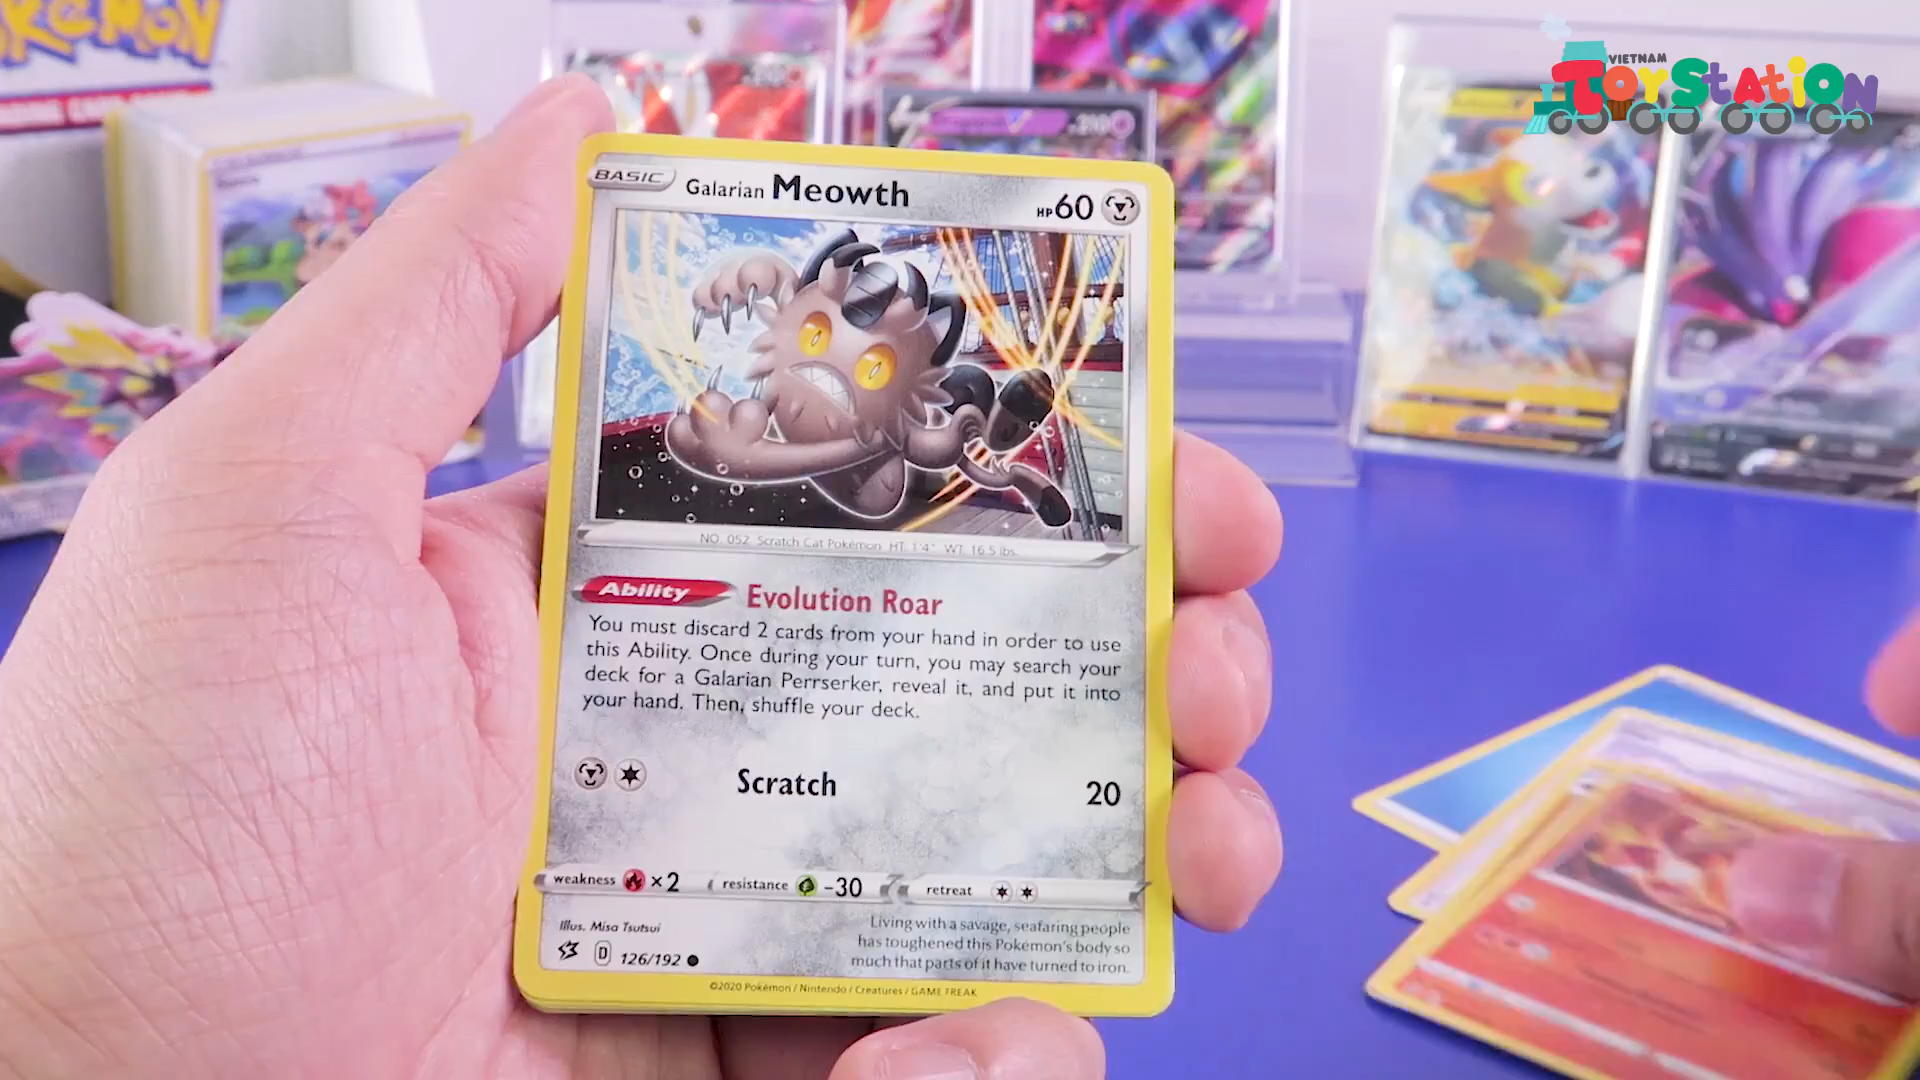 VIETNAM
ToyStation
BASIC
Galarian Meowth
HP 60
NO. 052 Scratch Cat Pokémon HT: 1'4" WT: 16.5 lbs.
Ability Evolution Roar
You must discard 2 cards from your hand in order to use
this Ability. Once during your turn, you may search your
deck for a Galarian Perrserker, reveal it, and put it into
your hand. Then, shuffle your deck.
Scratch 20
weakness ×2 resistance -30 retreat
Illus. Misa Tsutsui
D 126/192
Living with a savage, seafaring people
has toughened this Pokémon's body so
much that parts of it have turned to iron.
©2020 Pokémon / Nintendo / Creatures / GAME FREAK